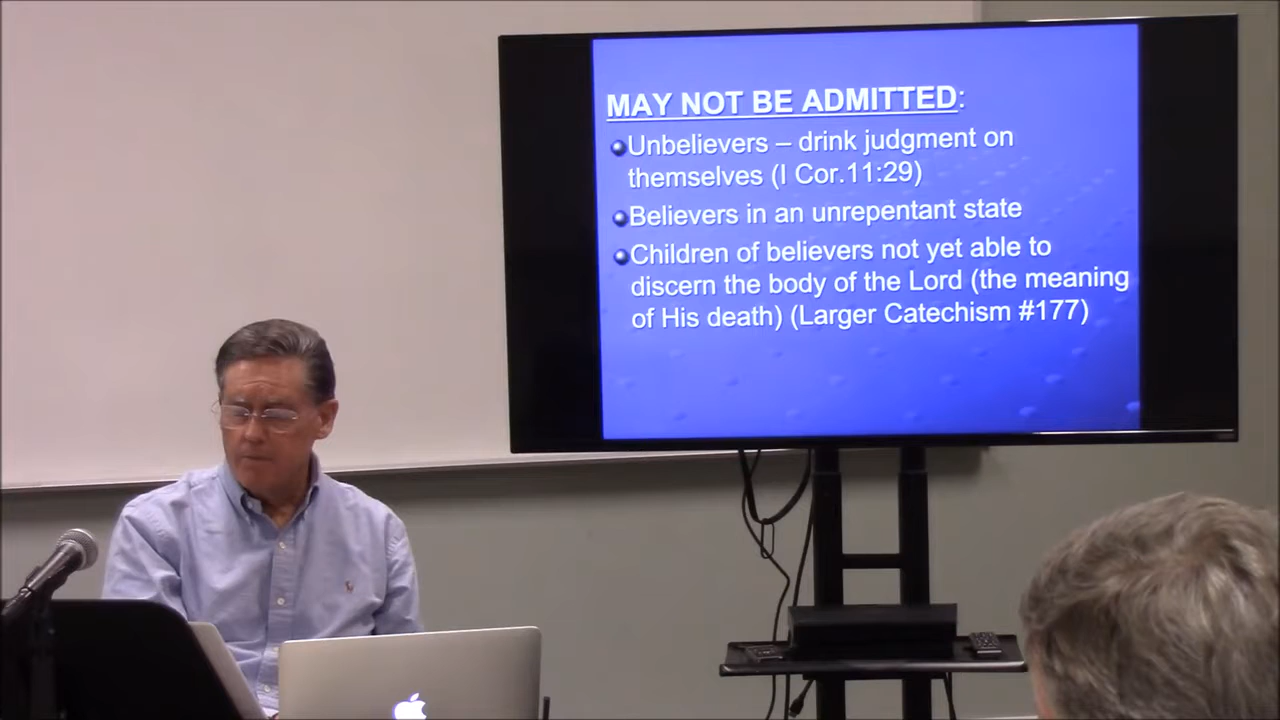 MAY NOT BE ADMITTED:
Unbelievers – drink judgment on
themselves (I Cor.11:29)
Believers in an unrepentant state
Children of believers not yet able to
discern the body of the Lord (the meaning
of His death) (Larger Catechism #177)